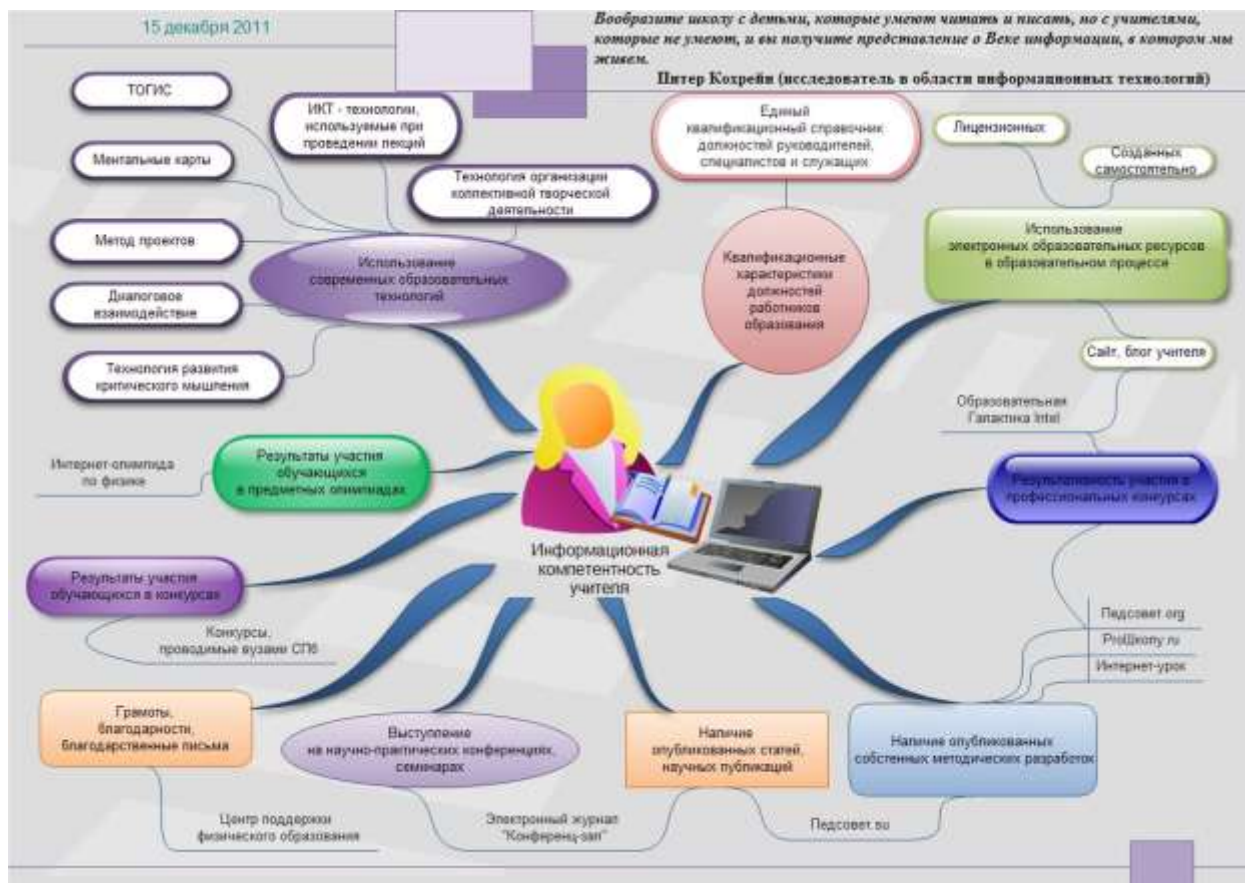 15 декабря 2011
Вообразите школу с детьми, которые умеют читать и писать, но с учителями,
которые не умеют, и вы получите представление о Веке информации, в котором мы
живем.
Питер Кохрейн (исследователь в области информационных технологий)
ТОГИС
ИКТ - технологии,
используемые при
проведении лекций
Ментальные карты
Технология организации
коллективной творческой
деятельности
Метод проектов
Диалоговое
взаимодействие
Технология развития
критического мышления
Использование
современных образовательных
технологий
Единый
квалификационный справочник
должностей руководителей,
специалистов и служащих
Квалификационные
характеристики
должностей
работников
образования
Лицензионных
Созданных
самостоятельно
Использование
электронных образовательных ресурсов
в образовательном процессе
Сайт, блог учителя
Образовательная
Галактика Intel
Результативность участия в
профессиональных конкурсах
Интернет-олимпида
по физике
Результаты участия
обучающихся
в предметных олимпиадах
Информационная
компетентность
учителя
Результаты участия
обучающихся в конкурсах
Конкурсы,
проводимые вузами СПб
Педсовет.org
ProШколу.ru
Интернет-урок
Грамоты,
благодарности,
благодарственные письма
Выступление
на научно-практических конференциях,
семинарах
Наличие
опубликованных статей,
научных публикаций
Наличие опубликованных
собстенных методических разработок
Центр поддержки
физического образования
Электронный журнал
"Конференц-зал"
Педсовет.su